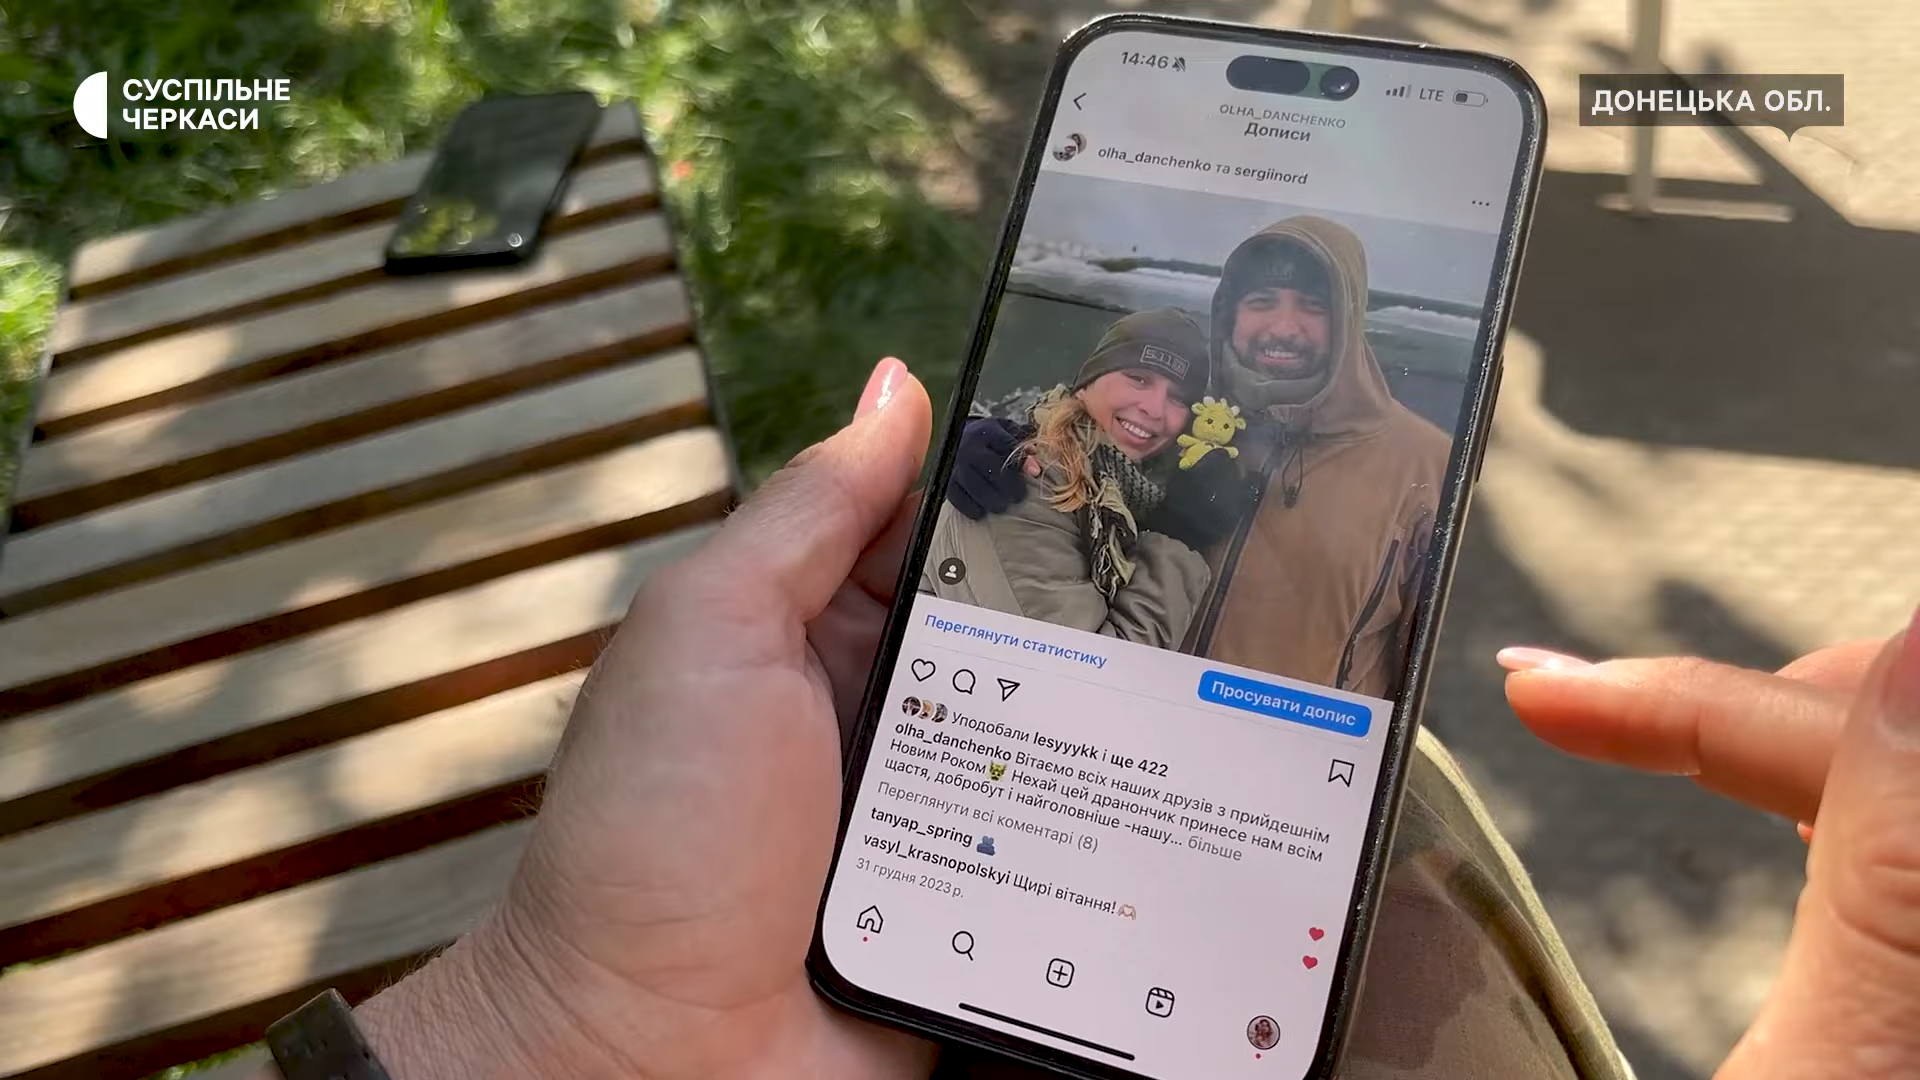 СУСПІЛЬНЕ
ЧЕРКАСИ
ДОНЕЦЬКА ОБЛ.
14:46
LTE
OLHA_DANCHENKO
Дописи
olha_danchenko та sergiinord
5.11
Переглянути статистику
Просувати допис
Уподобали lesyyykk і ще 422
olha_danchenko Вітаємо всіх наших друзів з прийдешнім
Новим Роком Нехай цей дранончик принесе нам всім
щастя, добробут і найголовніше -нашу... більше
Переглянути всі коментарі (8)
tanyap_spring
vasyl_krasnopolskyi Щирі вітання!
31 грудня 2023 р.